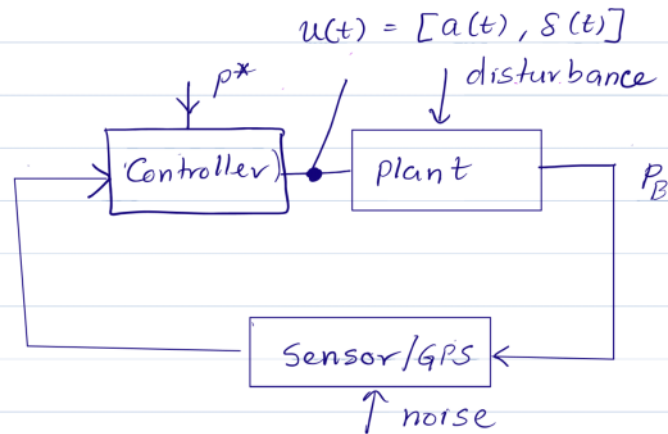 u(t) = [a(t), δ(t)]
disturbance
p*
Controller
plant
P_B
Sensor/GPS
noise